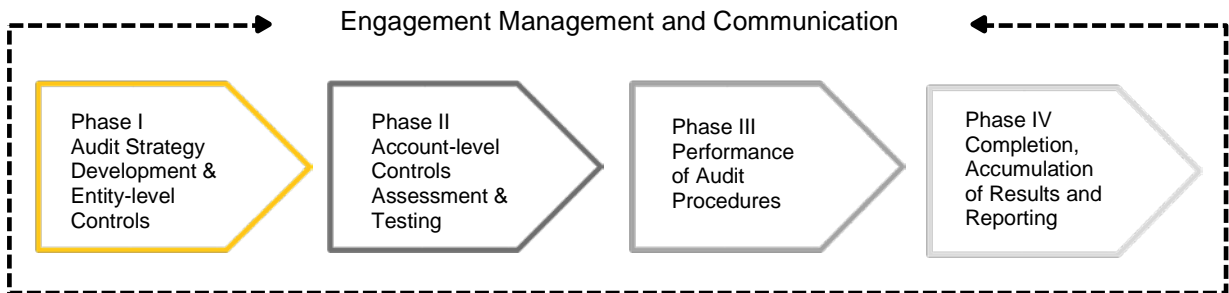 Engagement Management and Communication
Phase I
Audit Strategy
Development &
Entity-level
Controls
Phase II
Account-level
Controls
Assessment &
Testing
Phase III
Performance
of Audit
Procedures
Phase IV
Completion,
Accumulation
of Results and
Reporting